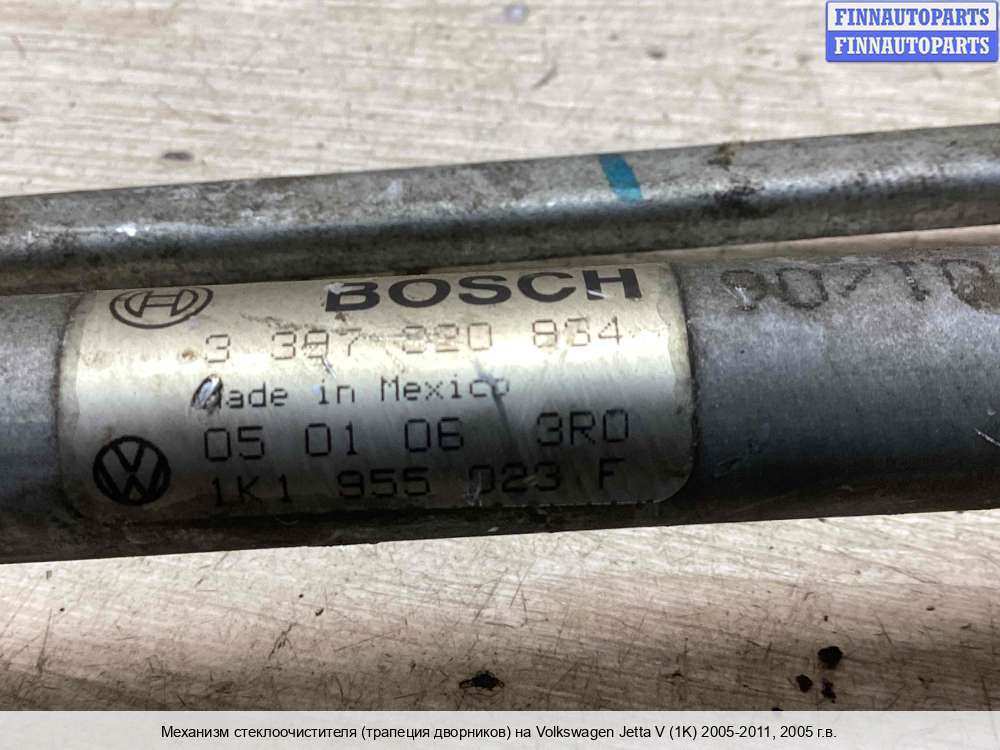 FINNAUTOPARTS
FINNAUTOPARTS
BOSCH
3 397 020 834
Made in Mexico
05 01 06 3R0
1K1 955 023 F
Механизм стеклоочистителя (трапеция дворников) на Volkswagen Jetta V (1K) 2005-2011, 2005 г.в.